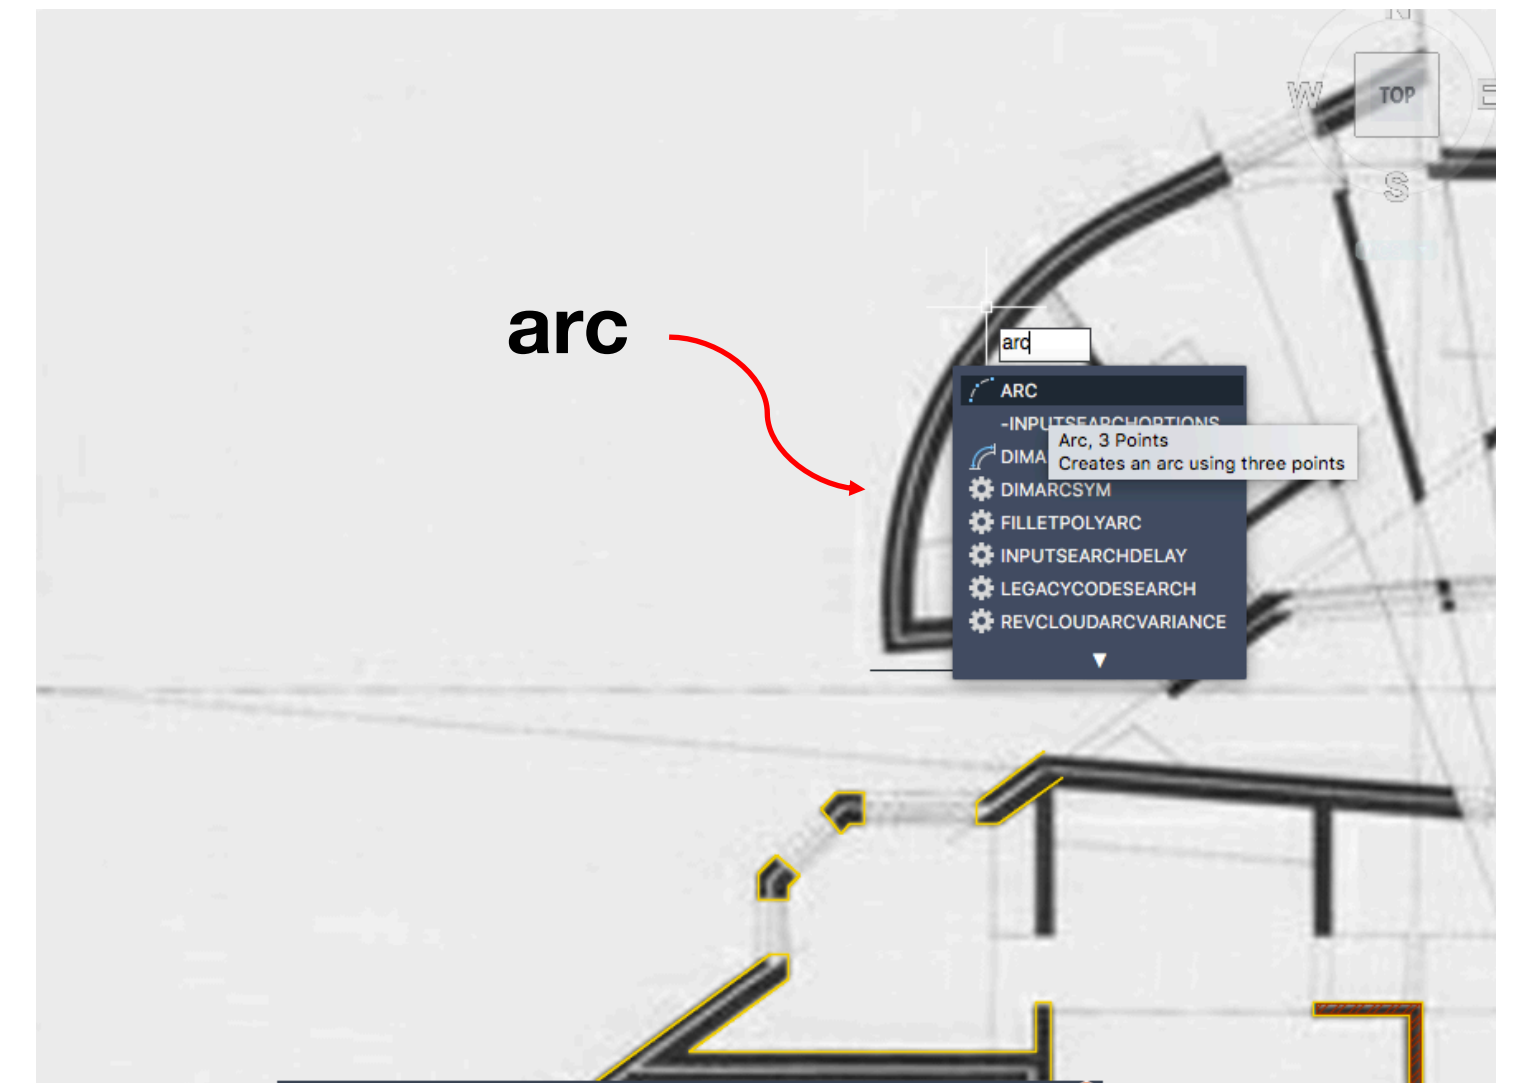 N
W
TOP
E
S
arc
arc
ARC
-INPUTSEARCHOPTIONS
Arc, 3 Points
DIMA
Creates an arc using three points
DIMARCSYM
FILLETPOLYARC
INPUTSEARCHDELAY
LEGACYCODESEARCH
REVCLOUDARCVARIANCE